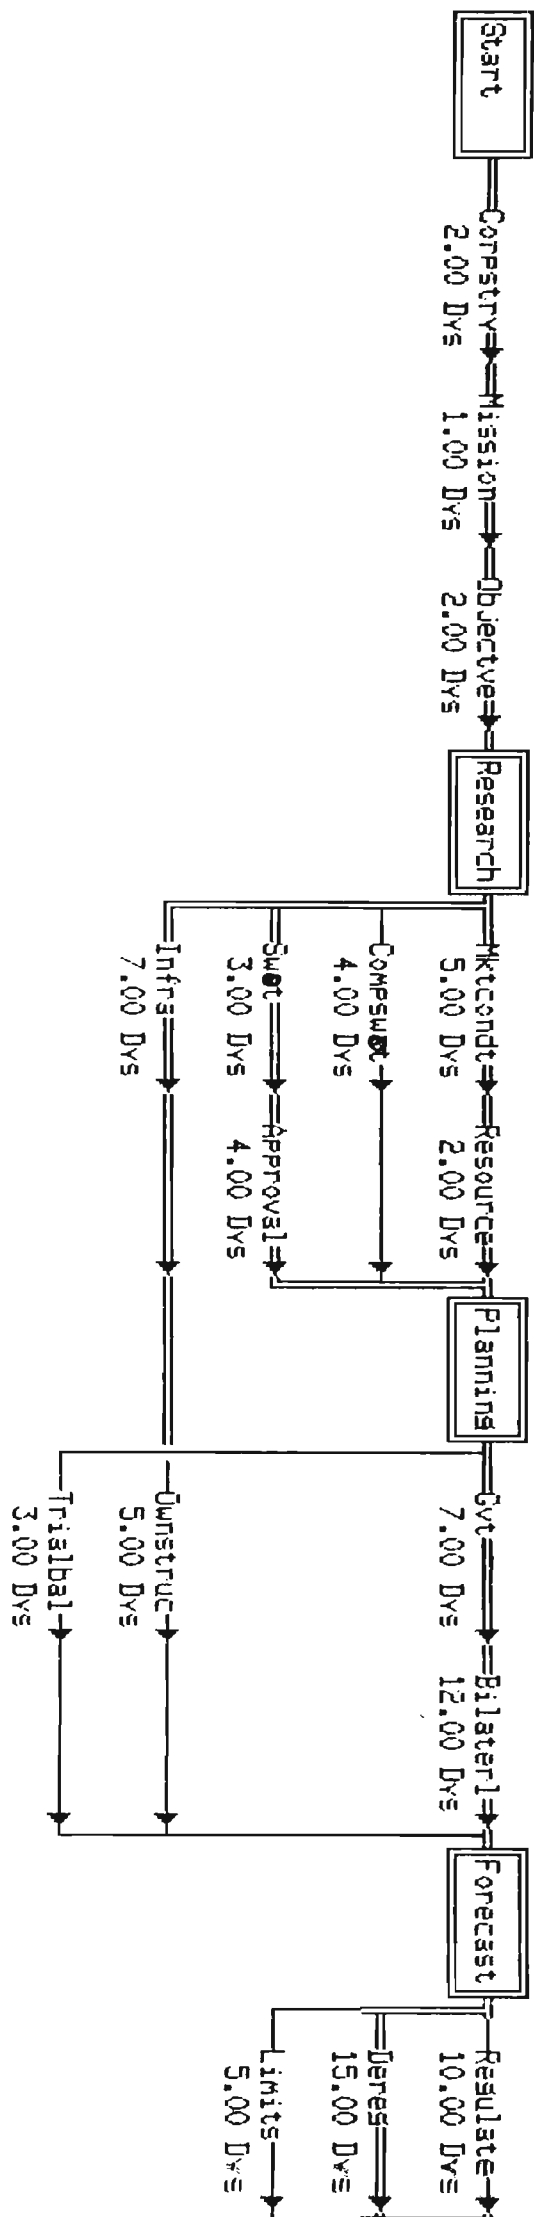 Start
Corpstry
2.00 Dys
Mission
1.00 Dys
Objectve
2.00 Dys
Research
Mktcondt
5.00 Dys
Compswot
4.00 Dys
Swot
3.00 Dys
Infra
7.00 Dys
Resource
2.00 Dys
Approval
4.00 Dys
Planning
Gvt
7.00 Dys
Ownstruc
5.00 Dys
Trialbal
3.00 Dys
Bilaterl
12.00 Dys
Forecast
Regulate
10.00 Dys
Dereg
15.00 Dys
Limits
5.00 Dys